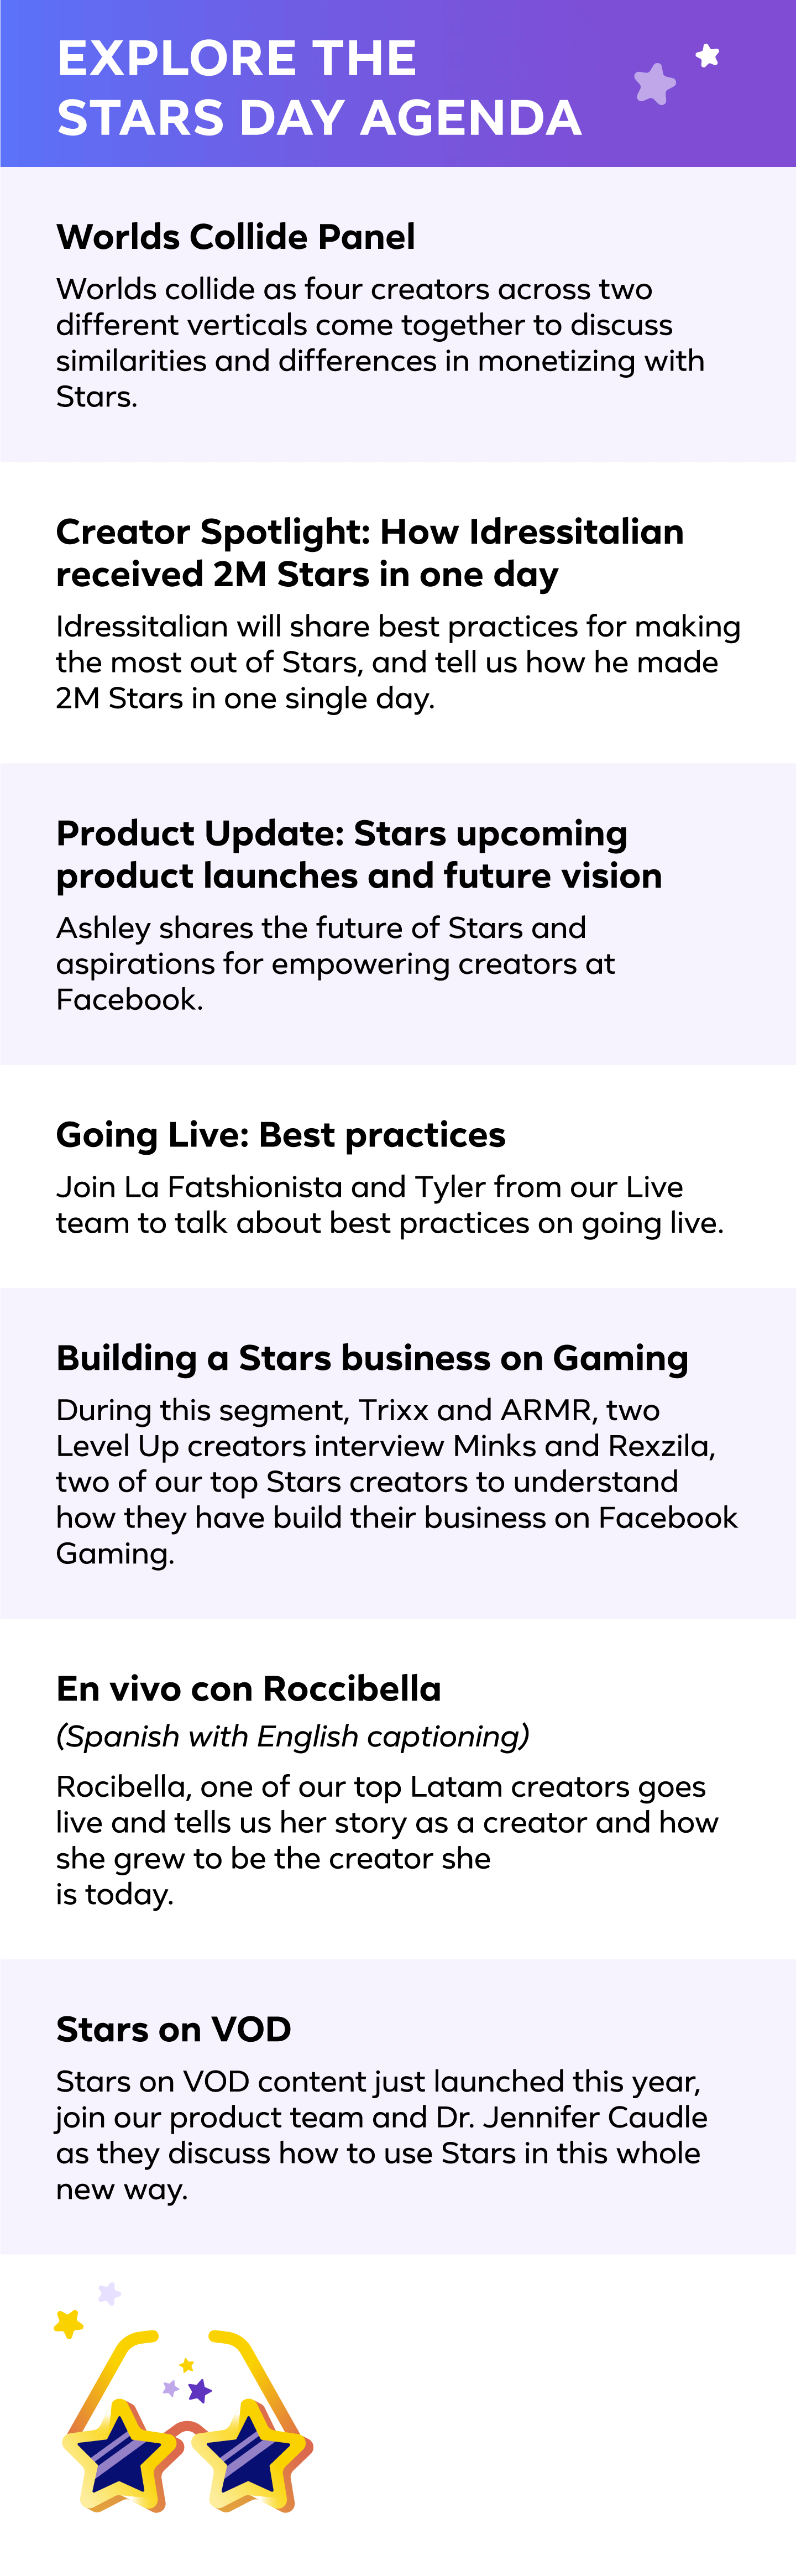 EXPLORE THE
STARS DAY AGENDA
Worlds Collide Panel
Worlds collide as four creators across two
different verticals come together to discuss
similarities and differences in monetizing with
Stars.
Creator Spotlight: How Idressitalian
received 2M Stars in one day
Idressitalian will share best practices for making
the most out of Stars, and tell us how he made
2M Stars in one single day.
Product Update: Stars upcoming
product launches and future vision
Ashley shares the future of Stars and
aspirations for empowering creators at
Facebook.
Going Live: Best practices
Join La Fatshionista and Tyler from our Live
team to talk about best practices on going live.
Building a Stars business on Gaming
During this segment, Trixx and ARMR, two
Level Up creators interview Minks and Rexzila,
two of our top Stars creators to understand
how they have build their business on Facebook
Gaming.
En vivo con Roccibella
(Spanish with English captioning)
Rocibella, one of our top Latam creators goes
live and tells us her story as a creator and how
she grew to be the creator she
is today.
Stars on VOD
Stars on VOD content just launched this year,
join our product team and Dr. Jennifer Caudle
as they discuss how to use Stars in this whole
new way.